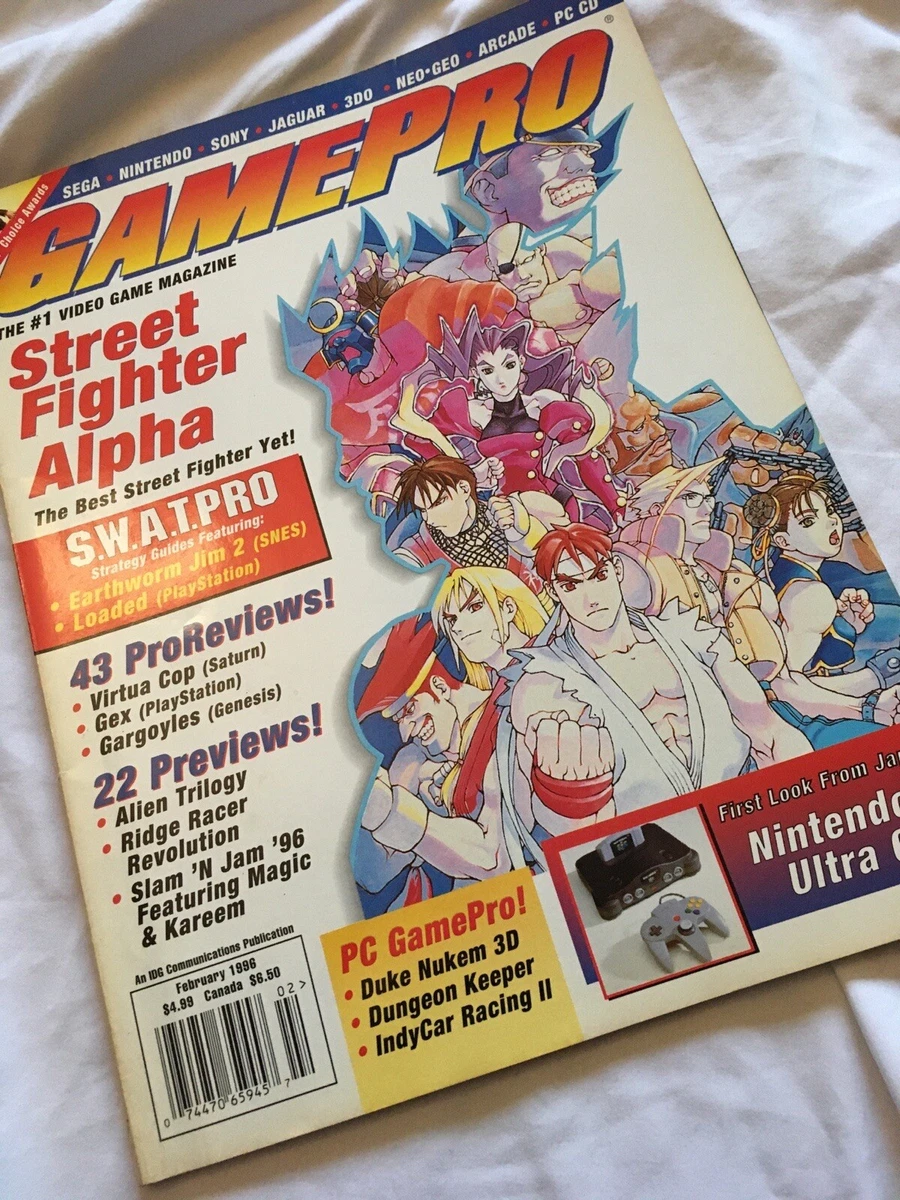 SEGA • NINTENDO • SONY • JAGUAR • 3DO • NEO•GEO • ARCADE • PC CD
Choice Awards
GAMEPRO®
THE #1 VIDEO GAME MAGAZINE
Street
Fighter
Alpha
The Best Street Fighter Yet!
S.W.A.T.PRO
Strategy Guides Featuring:
• Earthworm Jim 2 (SNES)
• Loaded (PlayStation)
43 ProReviews!
• Virtua Cop (Saturn)
• Gex (PlayStation)
• Gargoyles (Genesis)
22 Previews!
• Alien Trilogy
• Ridge Racer
Revolution
• Slam 'N Jam '96
Featuring Magic
& Kareem
First Look From
Nintendo
Ultra
PC GamePro!
• Duke Nukem 3D
• Dungeon Keeper
• IndyCar Racing II
An IDG Communications Publication
February 1996
$4.99 Canada $6.50
02>
0 74470 65945 7